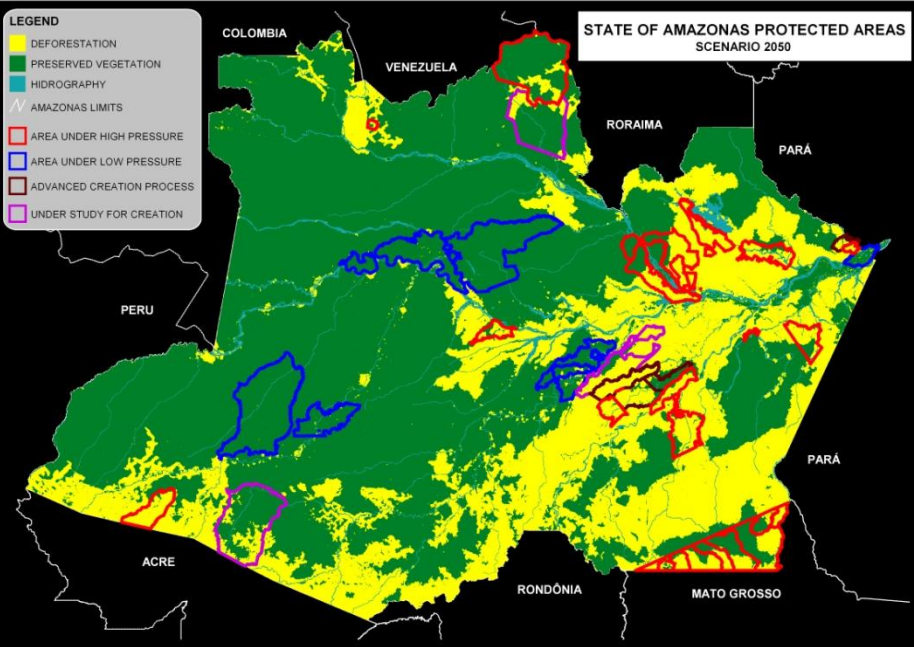 LEGEND
DEFORESTATION
PRESERVED VEGETATION
HIDROGRAPHY
AMAZONAS LIMITS
AREA UNDER HIGH PRESSURE
AREA UNDER LOW PRESSURE
ADVANCED CREATION PROCESS
UNDER STUDY FOR CREATION
STATE OF AMAZONAS PROTECTED AREAS
SCENARIO 2050
COLOMBIA
VENEZUELA
RORAIMA
PARÁ
PERU
PARÁ
ACRE
RONDÔNIA
MATO GROSSO